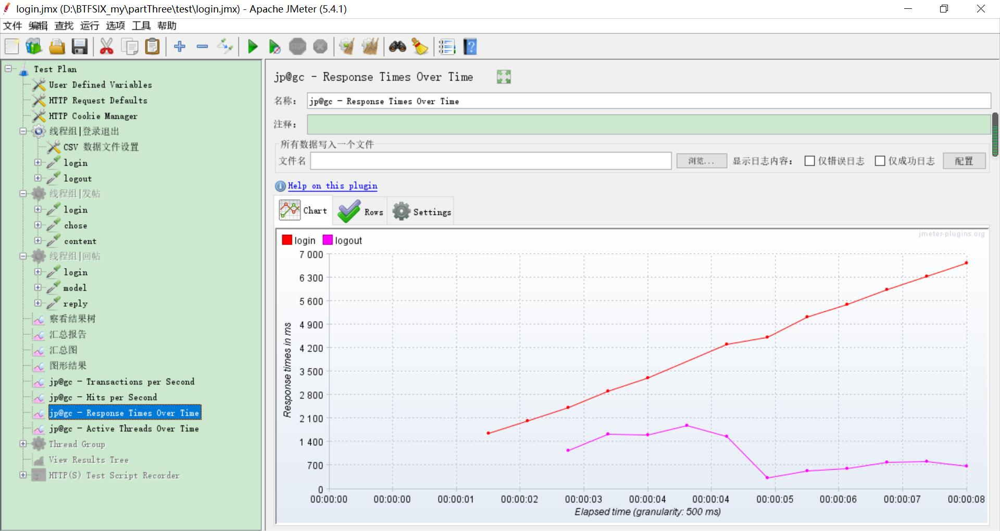 login.jmx (D:\BTFSIX_my\partThree\test\login.jmx) - Apache JMeter (5.4.1)
文件 编辑 查找 运行 选项 工具 帮助
STOP
Test Plan
User Defined Variables
HTTP Request Defaults
HTTP Cookie Manager
线程组|登录退出
CSV 数据文件设置
login
logout
线程组|发帖
login
chose
content
线程组|回帖
login
model
reply
察看结果树
汇总报告
汇总图
图形结果
jp@gc - Transactions per Second
jp@gc - Hits per Second
jp@gc - Response Times Over Time
jp@gc - Active Threads Over Time
Thread Group
View Results Tree
HTTP(S) Test Script Recorder
jp@gc - Response Times Over Time
名称: jp@gc - Response Times Over Time
注释:
所有数据写入一个文件
文件名 浏览... 显示日志内容: 仅错误日志 仅成功日志 配置
Help on this plugin
Chart Rows Settings
jmeter-plugins.org
login logout
7 000
6 300
5 600
4 900
4 200
3 500
2 800
2 100
1 400
700
0
Response times in ms
00:00:00 00:00:00 00:00:01 00:00:02 00:00:03 00:00:04 00:00:04 00:00:05 00:00:06 00:00:07 00:00:08
Elapsed time (granularity: 500 ms)